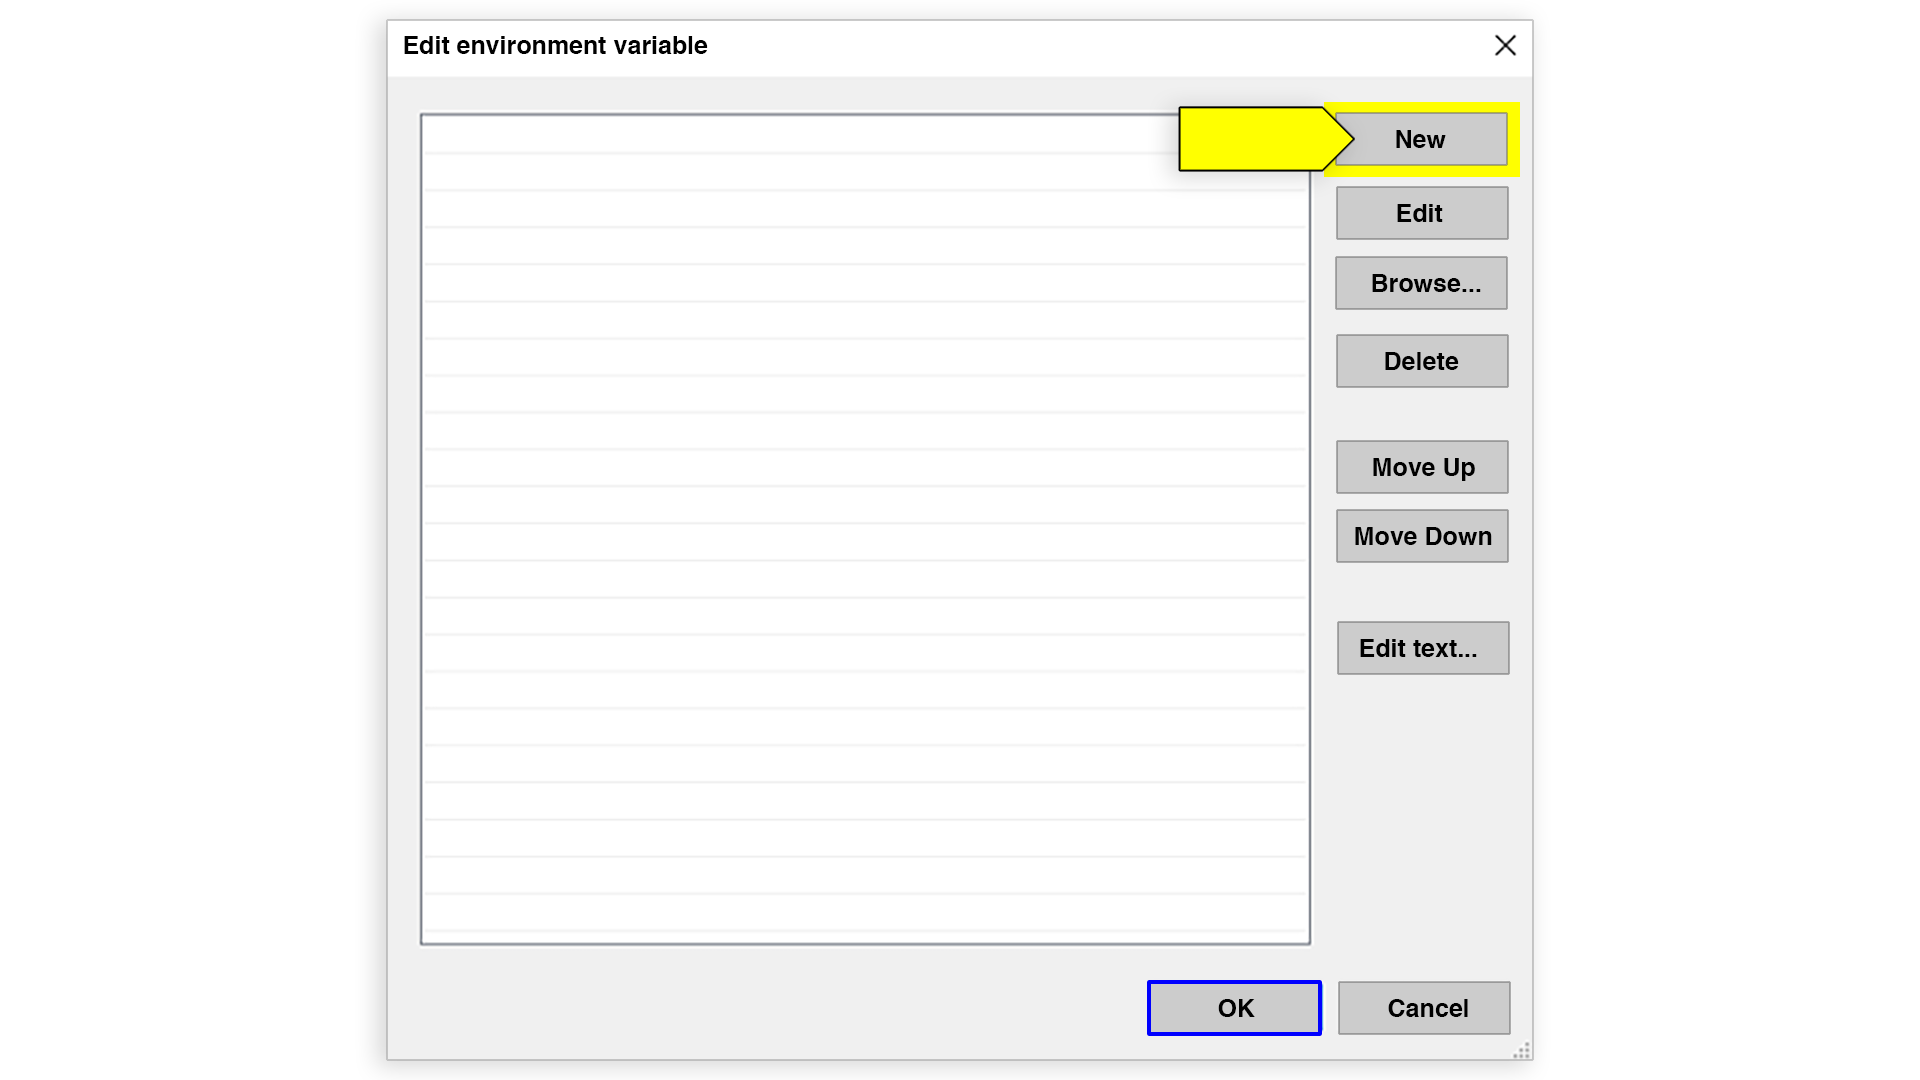 Edit environment variable
New
Edit
Browse...
Delete
Move Up
Move Down
Edit text...
OK
Cancel